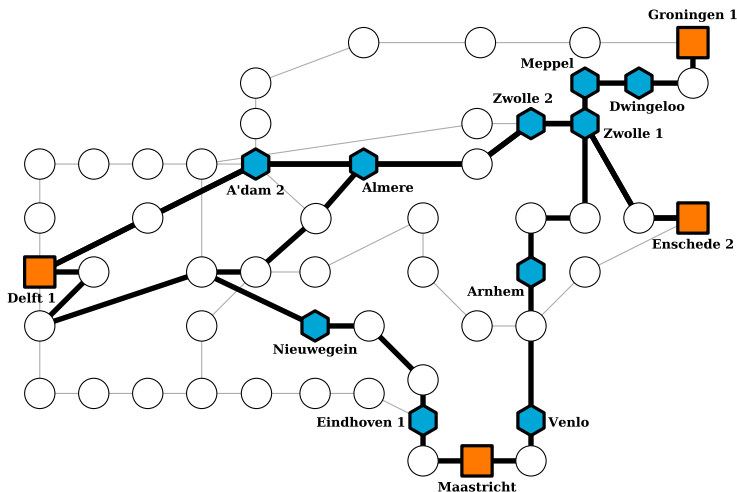 Groningen 1
Meppel
Zwolle 2
Dwingeloo
Zwolle 1
A'dam 2
Almere
Enschede 2
Arnhem
Delft 1
Nieuwegein
Eindhoven 1
Venlo
Maastricht